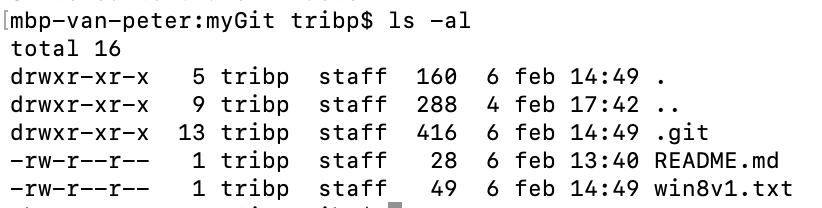 [mbp-van-peter:myGit tribp$ ls -al
total 16
drwxr-xr-x   5 tribp  staff  160  6 feb 14:49 .
drwxr-xr-x   9 tribp  staff  288  4 feb 17:42 ..
drwxr-xr-x  13 tribp  staff  416  6 feb 14:49 .git
-rw-r--r--   1 tribp  staff   28  6 feb 13:40 README.md
-rw-r--r--   1 tribp  staff   49  6 feb 14:49 win8v1.txt